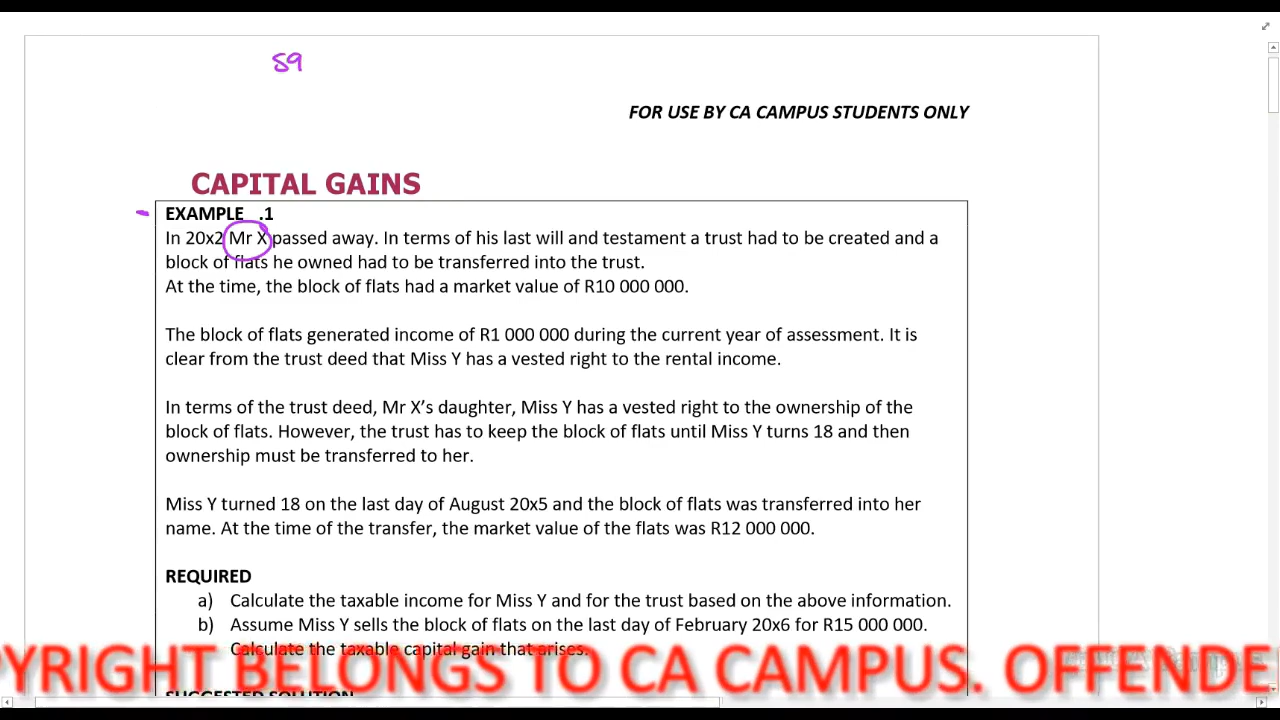 S9
FOR USE BY CA CAMPUS STUDENTS ONLY
CAPITAL GAINS
EXAMPLE .1
In 20x2 Mr X passed away. In terms of his last will and testament a trust had to be created and a
block of flats he owned had to be transferred into the trust.
At the time, the block of flats had a market value of R10 000 000.
The block of flats generated income of R1 000 000 during the current year of assessment. It is
clear from the trust deed that Miss Y has a vested right to the rental income.
In terms of the trust deed, Mr X's daughter, Miss Y has a vested right to the ownership of the
block of flats. However, the trust has to keep the block of flats until Miss Y turns 18 and then
ownership must be transferred to her.
Miss Y turned 18 on the last day of August 20x5 and the block of flats was transferred into her
name. At the time of the transfer, the market value of the flats was R12 000 000.
REQUIRED
a) Calculate the taxable income for Miss Y and for the trust based on the above information.
b) Assume Miss Y sells the block of flats on the last day of February 20x6 for R15 000 000.
Calculate the taxable capital gain that arises.
PYRIGHT BELONGS TO CA CAMPUS. OFFENDE
SUGGESTED SOLUTION